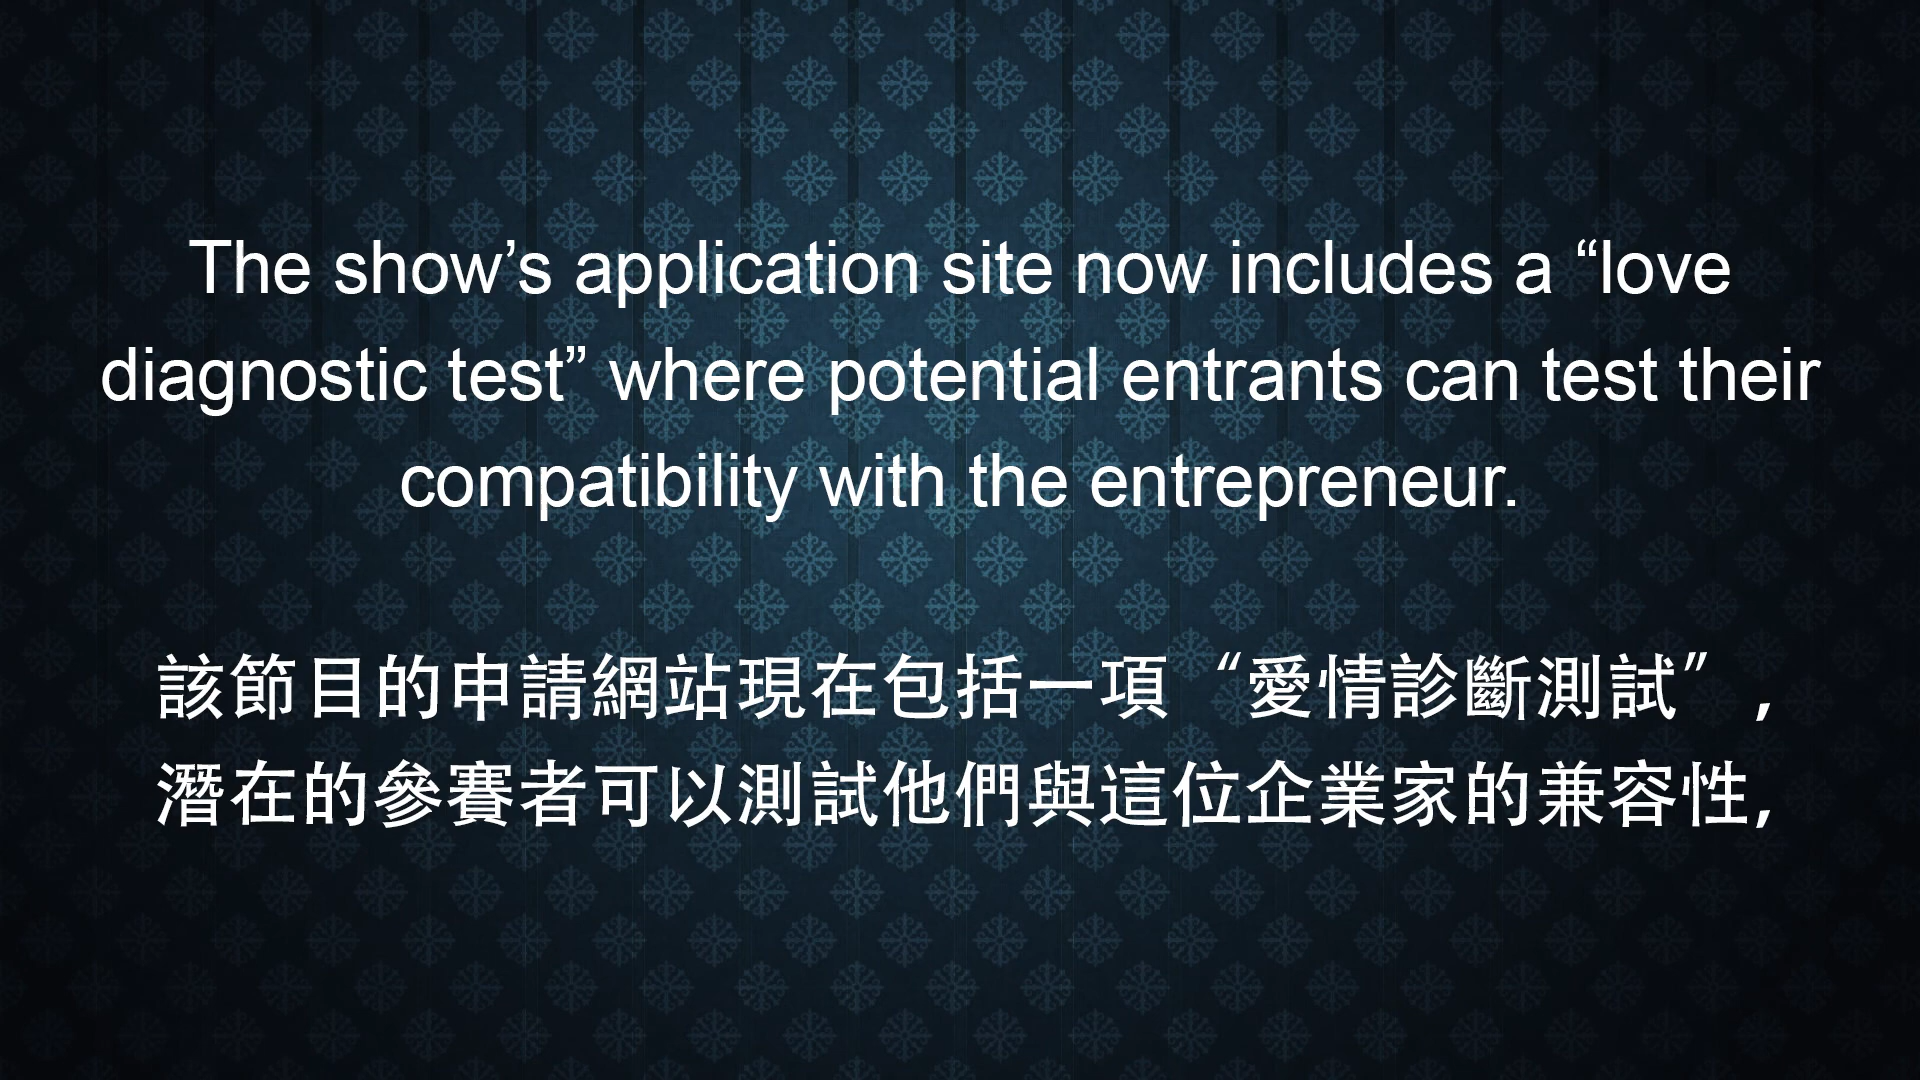 The show’s application site now includes a “love
diagnostic test” where potential entrants can test their
compatibility with the entrepreneur.
該節目的申請網站現在包括一項“愛情診斷測試”,
潛在的參賽者可以測試他們與這位企業家的兼容性,